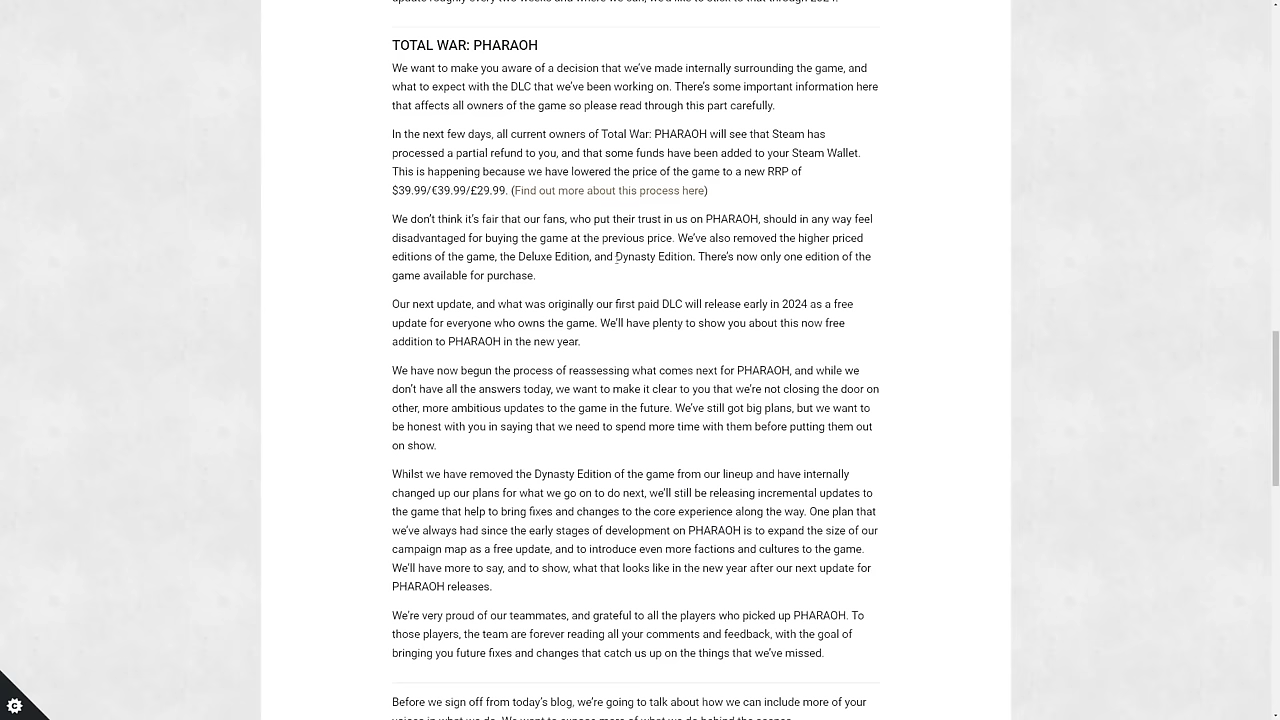 TOTAL WAR: PHARAOH
We want to make you aware of a decision that we've made internally surrounding the game, and
what to expect with the DLC that we've been working on. There's some important information here
that affects all owners of the game so please read through this part carefully.
In the next few days, all current owners of Total War: PHARAOH will see that Steam has
processed a partial refund to you, and that some funds have been added to your Steam Wallet.
This is happening because we have lowered the price of the game to a new RRP of
$39.99/€39.99/£29.99. (Find out more about this process here)
We don't think it's fair that our fans, who put their trust in us on PHARAOH, should in any way feel
disadvantaged for buying the game at the previous price. We've also removed the higher priced
editions of the game, the Deluxe Edition, and Dynasty Edition. There's now only one edition of the
game available for purchase.
Our next update, and what was originally our first paid DLC will release early in 2024 as a free
update for everyone who owns the game. We'll have plenty to show you about this now free
addition to PHARAOH in the new year.
We have now begun the process of reassessing what comes next for PHARAOH, and while we
don't have all the answers today, we want to make it clear to you that we're not closing the door on
other, more ambitious updates to the game in the future. We've still got big plans, but we want to
be honest with you in saying that we need to spend more time with them before putting them out
on show.
Whilst we have removed the Dynasty Edition of the game from our lineup and have internally
changed up our plans for what we go on to do next, we'll still be releasing incremental updates to
the game that help to bring fixes and changes to the core experience along the way. One plan that
we've always had since the early stages of development on PHARAOH is to expand the size of our
campaign map as a free update, and to introduce even more factions and cultures to the game.
We'll have more to say, and to show, what that looks like in the new year after our next update for
PHARAOH releases.
We're very proud of our teammates, and grateful to all the players who picked up PHARAOH. To
those players, the team are forever reading all your comments and feedback, with the goal of
bringing you future fixes and changes that catch us up on the things that we've missed.
Before we sign off from today's blog, we're going to talk about how we can include more of your